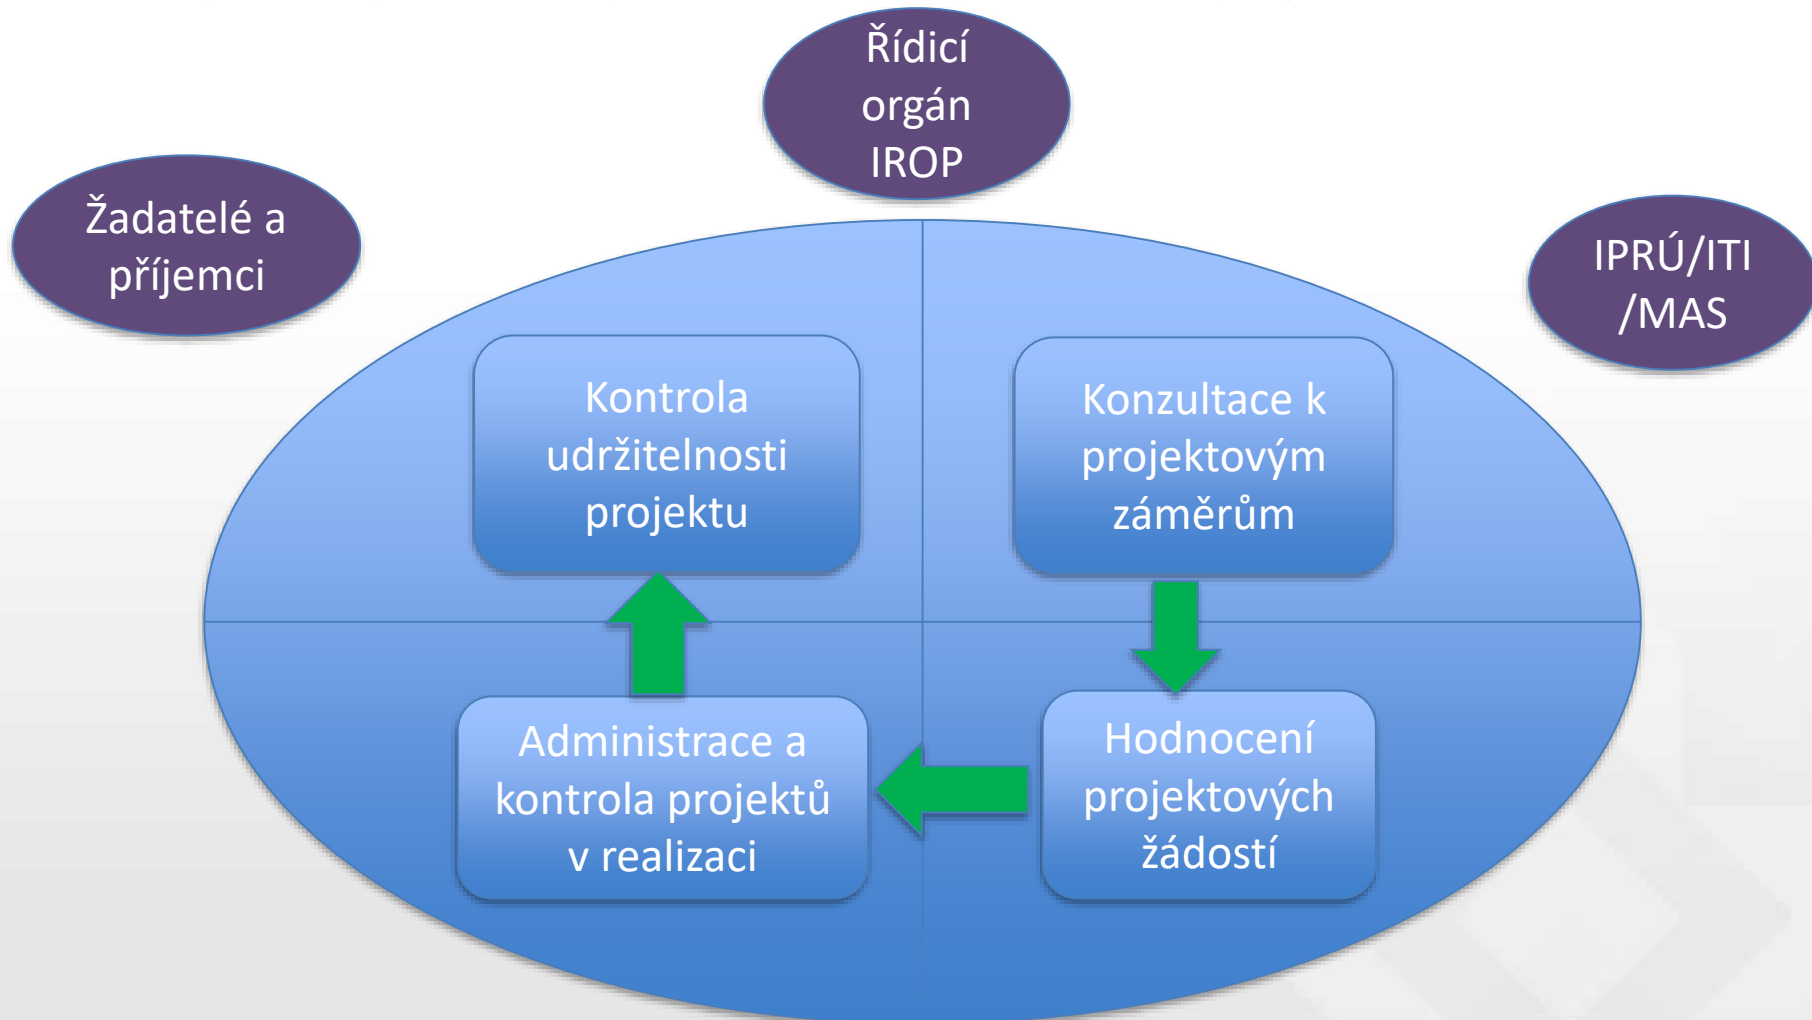 Řídicí
orgán
IROP
Žadatelé a
příjemci
IPRÚ/ITI
/MAS
Kontrola
udržitelnosti
projektu
Konzultace k
projektovým
záměrům
Administrace a
kontrola projektů
v realizaci
Hodnocení
projektových
žádostí